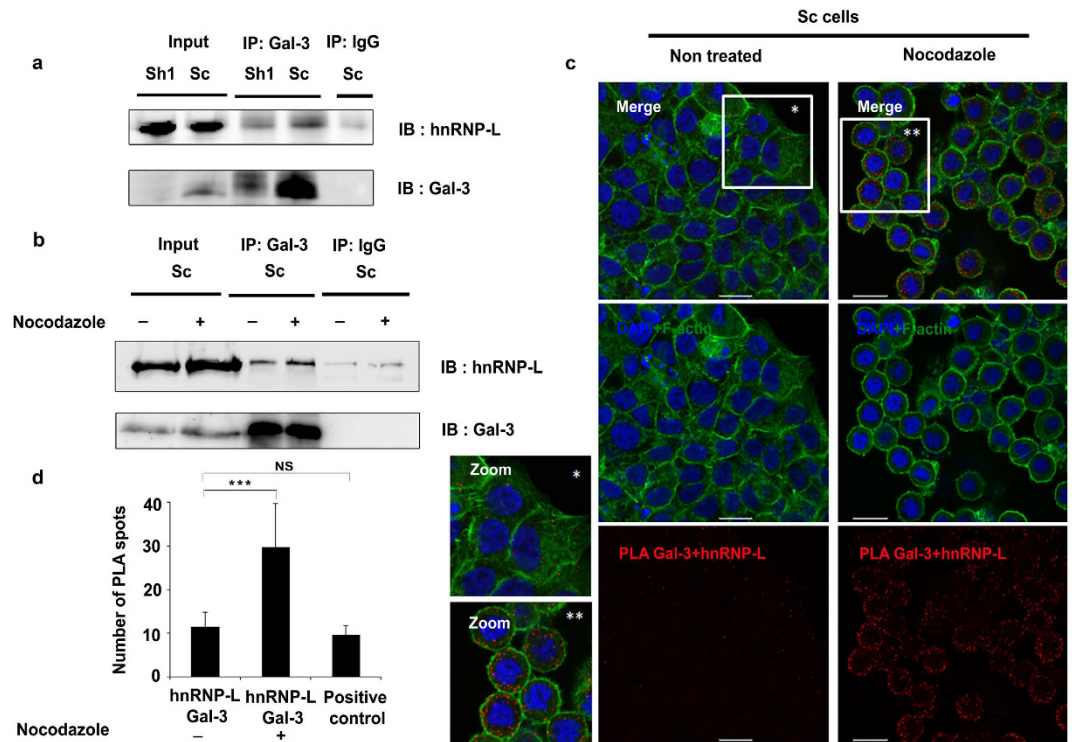 a
Input IP: Gal-3 IP: IgG
Sh1 Sc Sh1 Sc Sc
IB : hnRNP-L
IB : Gal-3
b
Input IP: Gal-3 IP: IgG
Sc Sc Sc
Nocodazole – + – + – +
IB : hnRNP-L
IB : Gal-3
c
Sc cells
Non treated Nocodazole
Merge * Merge **
DAPI+F-actin DAPI+F-actin
PLA Gal-3+hnRNP-L PLA Gal-3+hnRNP-L
Zoom *
Zoom **
d
NS
***
Number of PLA spots
40
30
20
10
0
hnRNP-L hnRNP-L Positive
Gal-3 Gal-3 control
Nocodazole – +